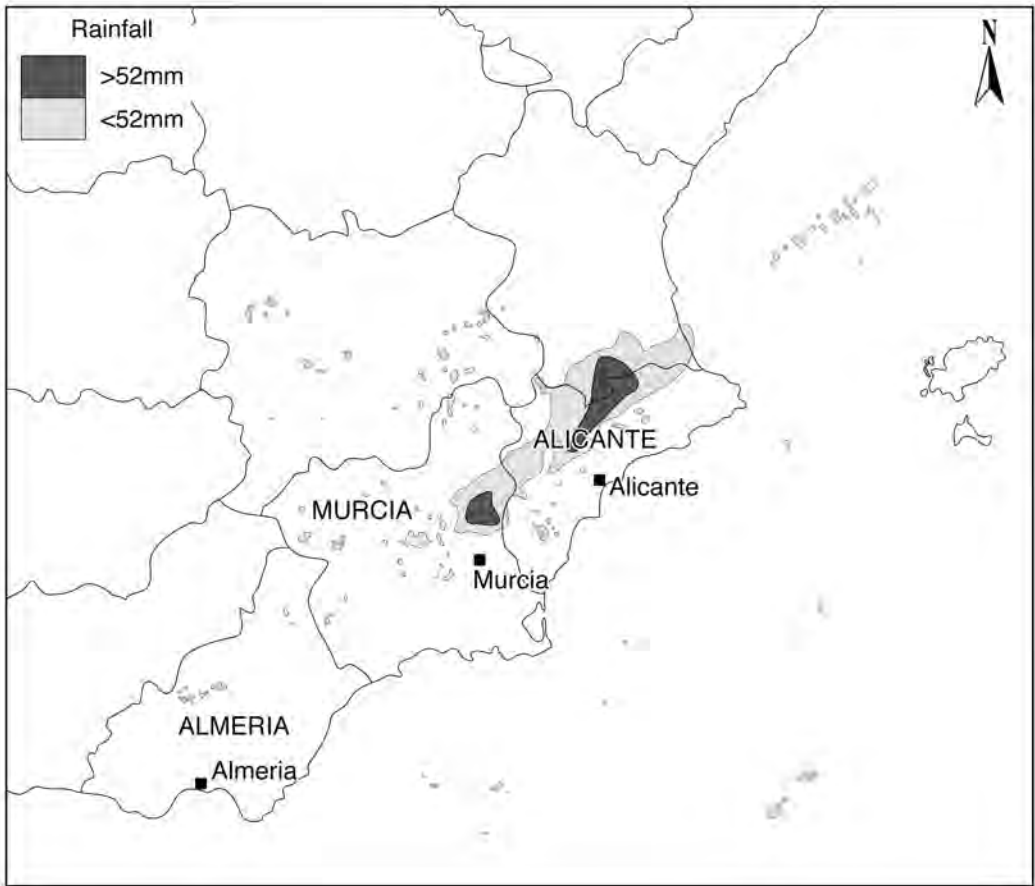 Rainfall
>52mm
<52mm
N
ALICANTE
Alicante
MURCIA
Murcia
ALMERIA
Almeria